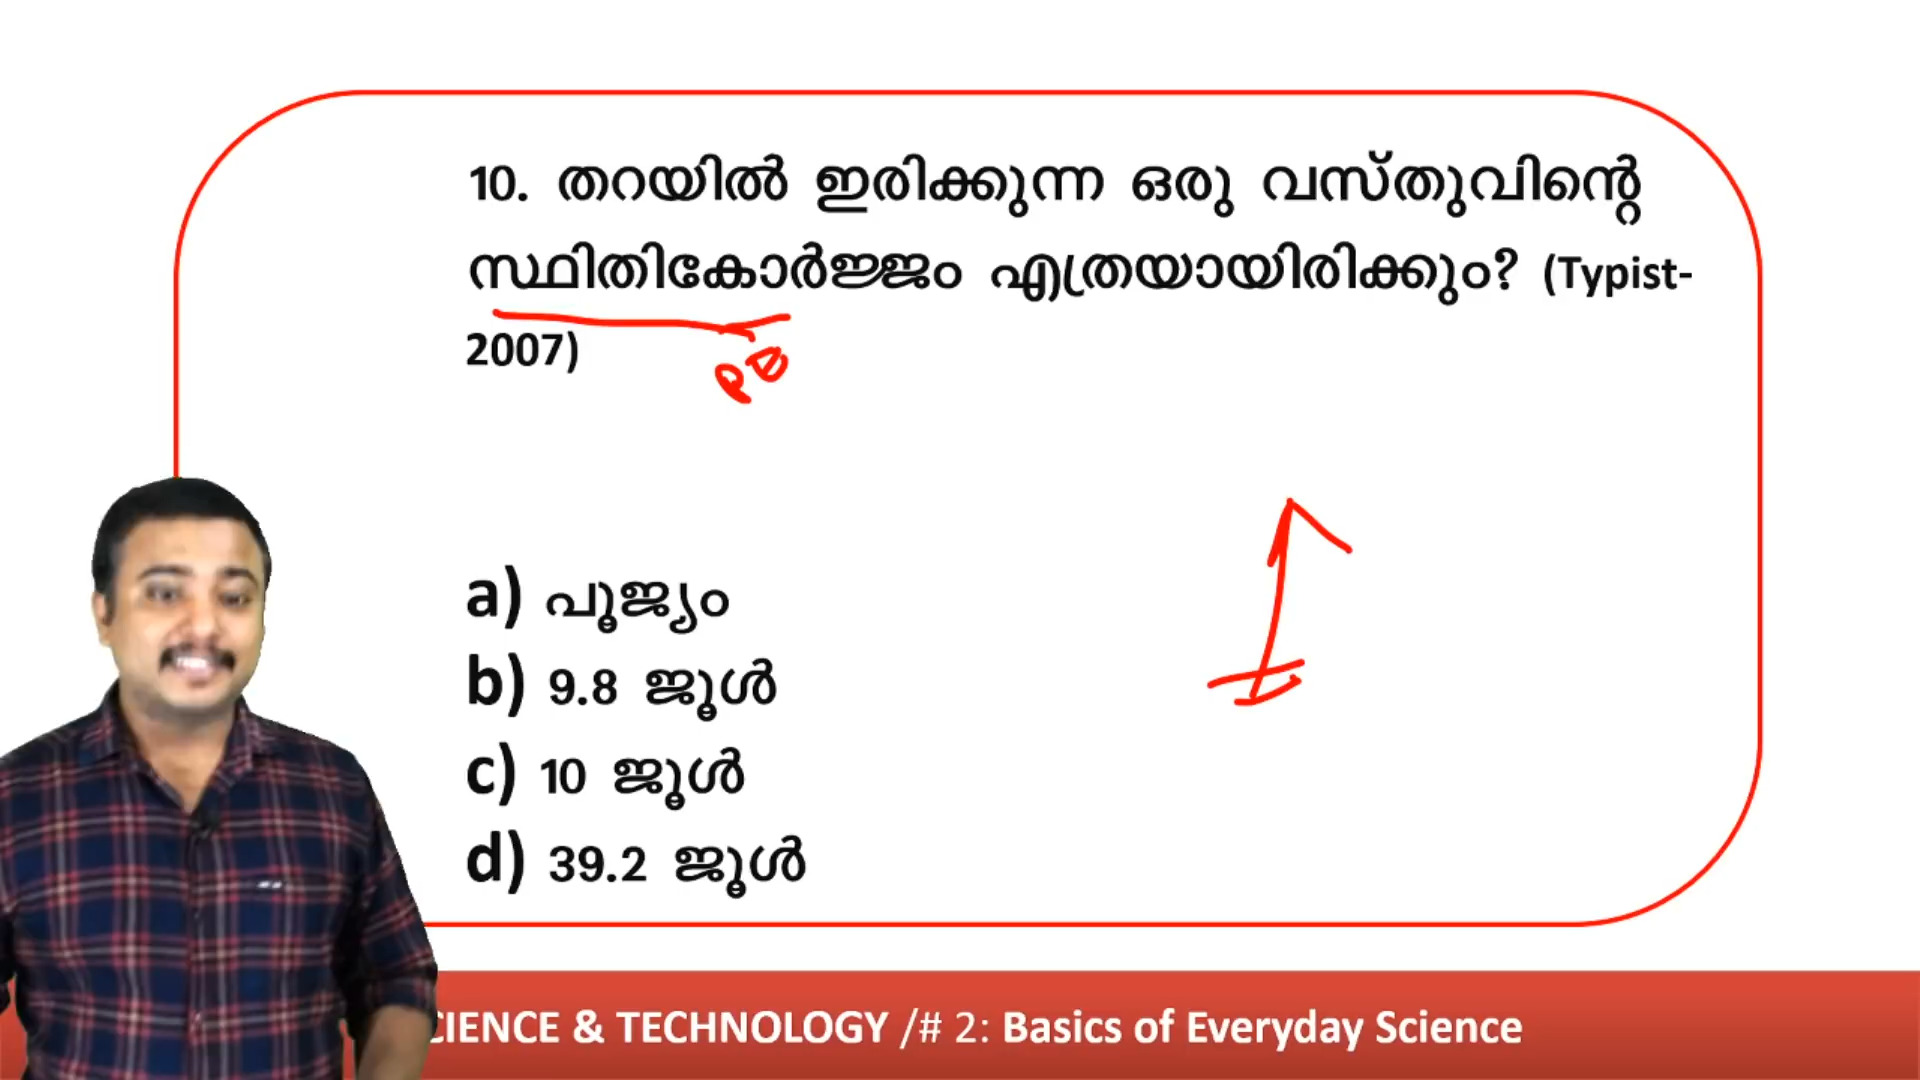 10. തറയിൽ ഇരിക്കുന്ന ഒരു വസ്തുവിന്റെ
സ്ഥിതികോർജ്ജം എത്രയായിരിക്കും? (Typist-
2007)
PE
a) പൂജ്യം
b) 9.8 ജൂൾ
c) 10 ജൂൾ
d) 39.2 ജൂൾ
CIENCE & TECHNOLOGY /# 2: Basics of Everyday Science